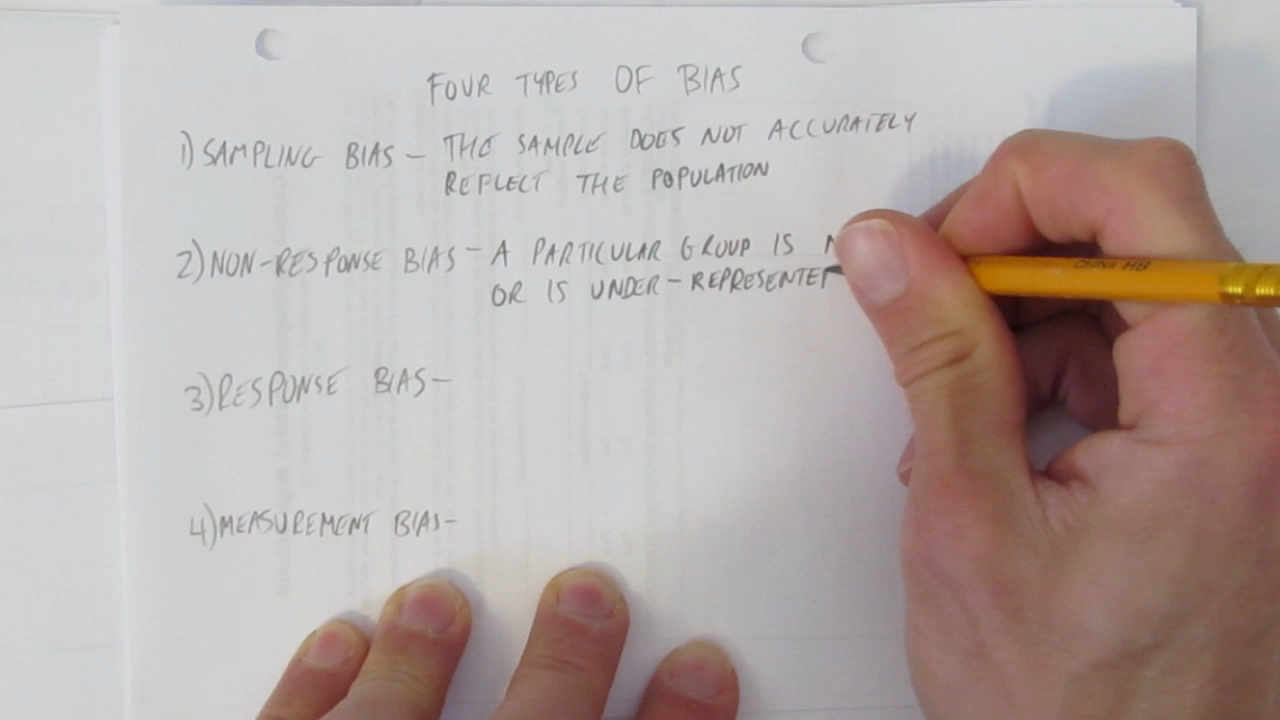 FOUR TYPES OF BIAS
1) SAMPLING BIAS - THE SAMPLE DOES NOT ACCURATELY
REFLECT THE POPULATION
2) NON-RESPONSE BIAS - A PARTICULAR GROUP IS
OR IS UNDER-REPRESENTE
3) RESPONSE BIAS-
4) MEASUREMENT BIAS-